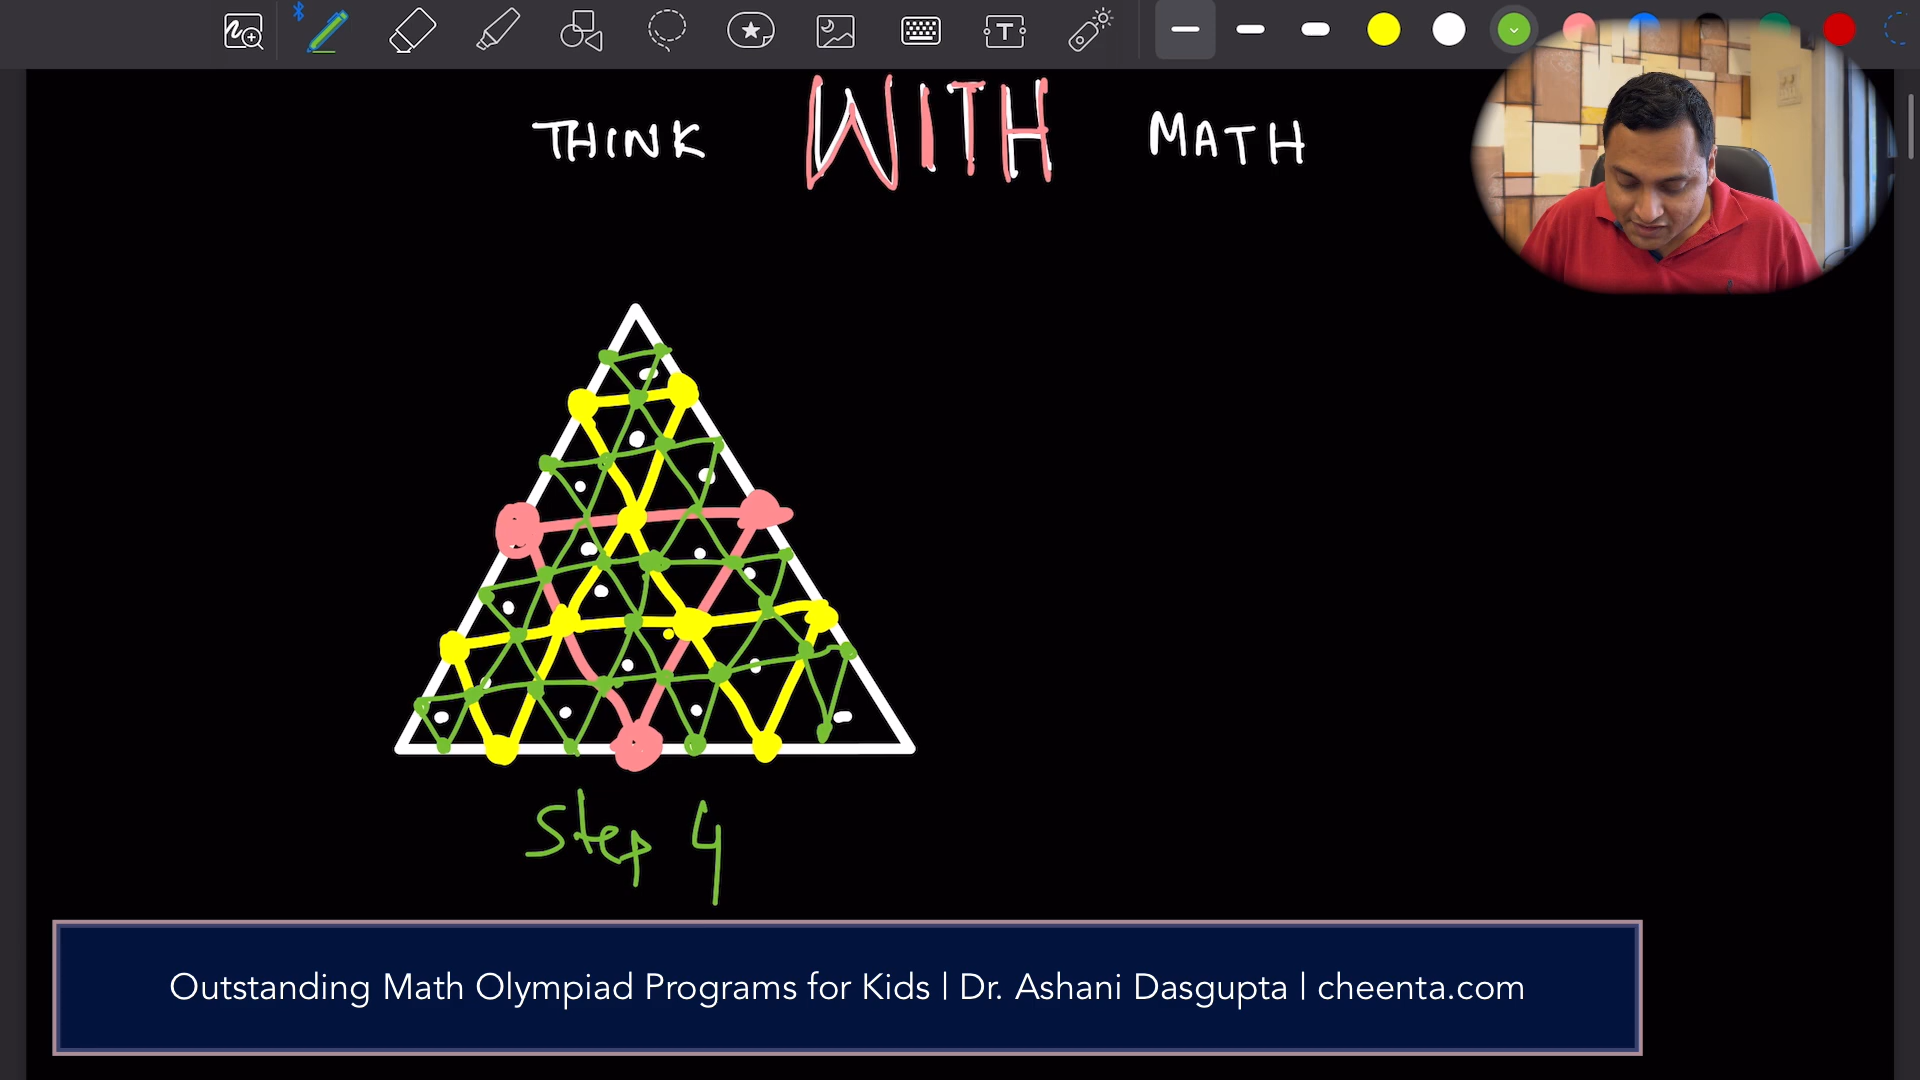 THINK WITH MATH
Step 4
Outstanding Math Olympiad Programs for Kids | Dr. Ashani Dasgupta | cheenta.com